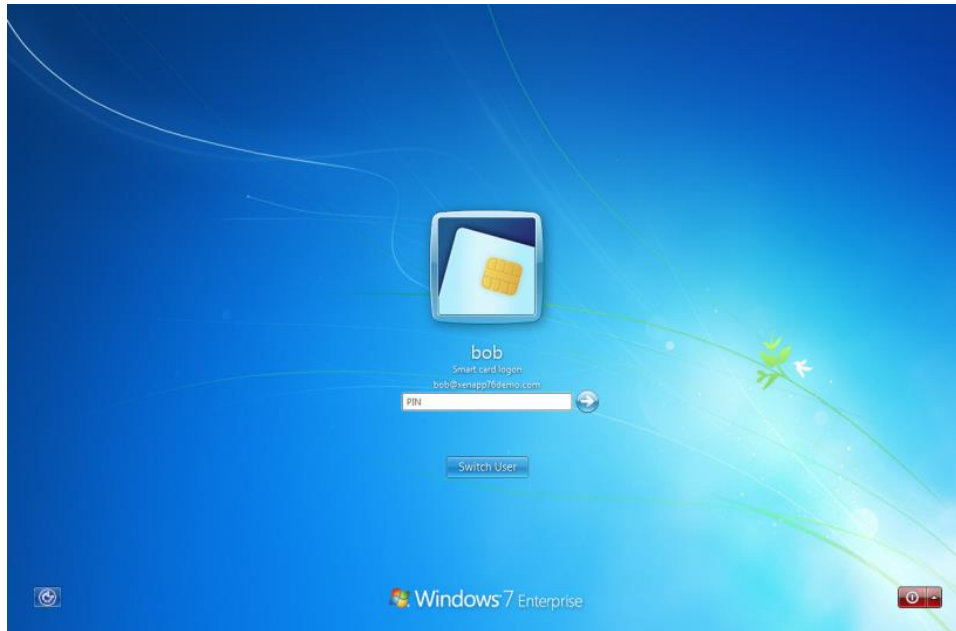 bob
Smart card logon
bob@xenapp76demo.com
PIN
Switch User
Windows 7 Enterprise